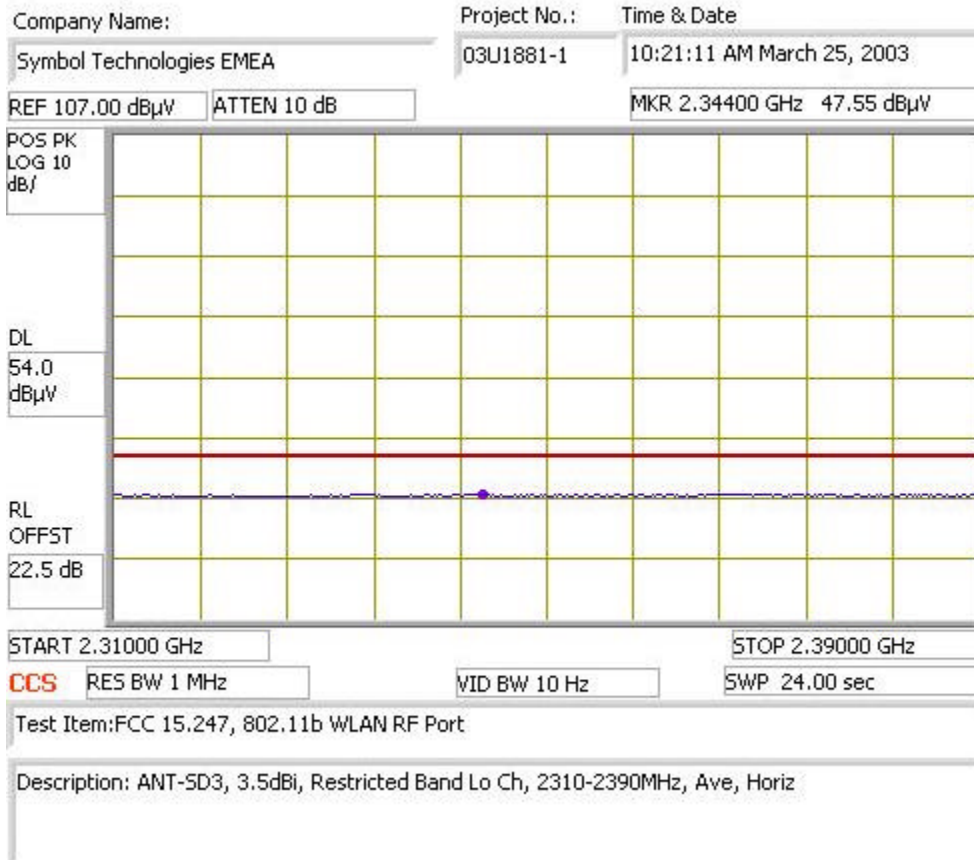 Company Name:
Project No.:
Time & Date
Symbol Technologies EMEA
03U1881-1
10:21:11 AM March 25, 2003
REF 107.00 dBµV
ATTEN 10 dB
MKR 2.34400 GHz 47.55 dBµV
POS PK
LOG 10
dB/
DL
54.0
dBµV
RL
OFFST
22.5 dB
START 2.31000 GHz
STOP 2.39000 GHz
CCS
RES BW 1 MHz
VID BW 10 Hz
SWP 24.00 sec
Test Item:FCC 15.247, 802.11b WLAN RF Port
Description: ANT-SD3, 3.5dBi, Restricted Band Lo Ch, 2310-2390MHz, Ave, Horiz